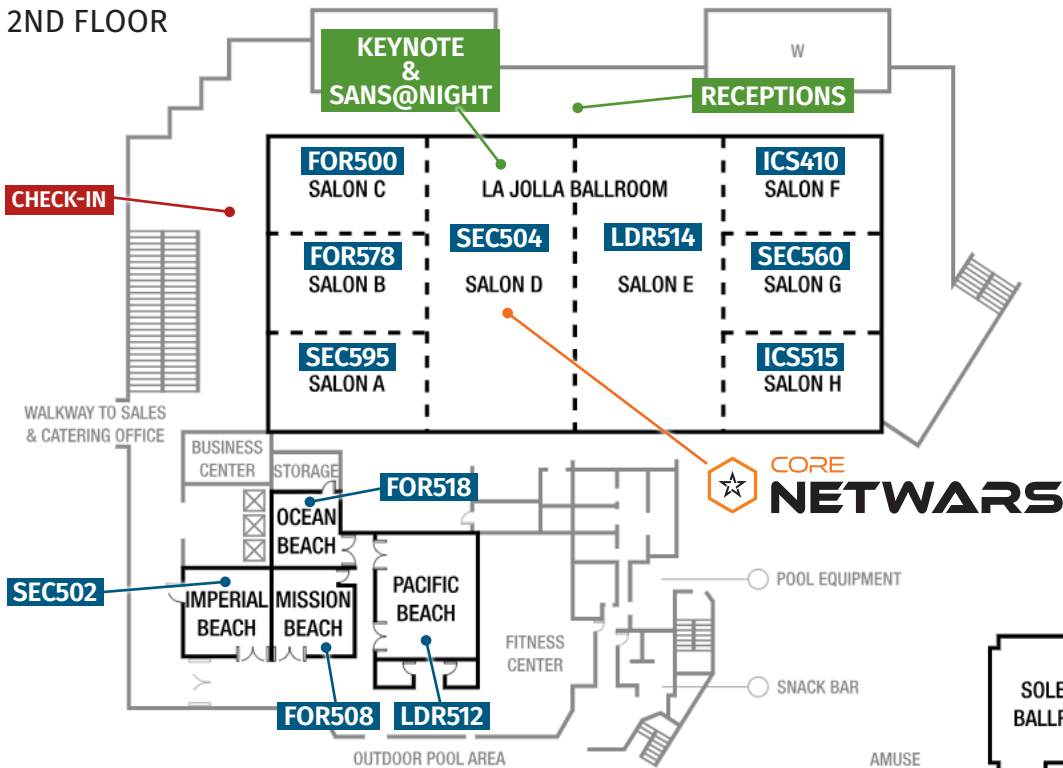 2ND FLOOR
KEYNOTE
&
SANS@NIGHT
W
RECEPTIONS
CHECK-IN
FOR500
SALON C
LA JOLLA BALLROOM
ICS410
SALON F
SEC504
LDR514
FOR578
SALON B
SALON D
SALON E
SEC560
SALON G
SEC595
SALON A
ICS515
SALON H
WALKWAY TO SALES
& CATERING OFFICE
BUSINESS
CENTER
STORAGE
CORE
NETWARS
FOR518
OCEAN
BEACH
SEC502
IMPERIAL
BEACH
MISSION
BEACH
PACIFIC
BEACH
POOL EQUIPMENT
FITNESS
CENTER
SNACK BAR
FOR508
LDR512
OUTDOOR POOL AREA
SOLE
BALLR
AMUSE